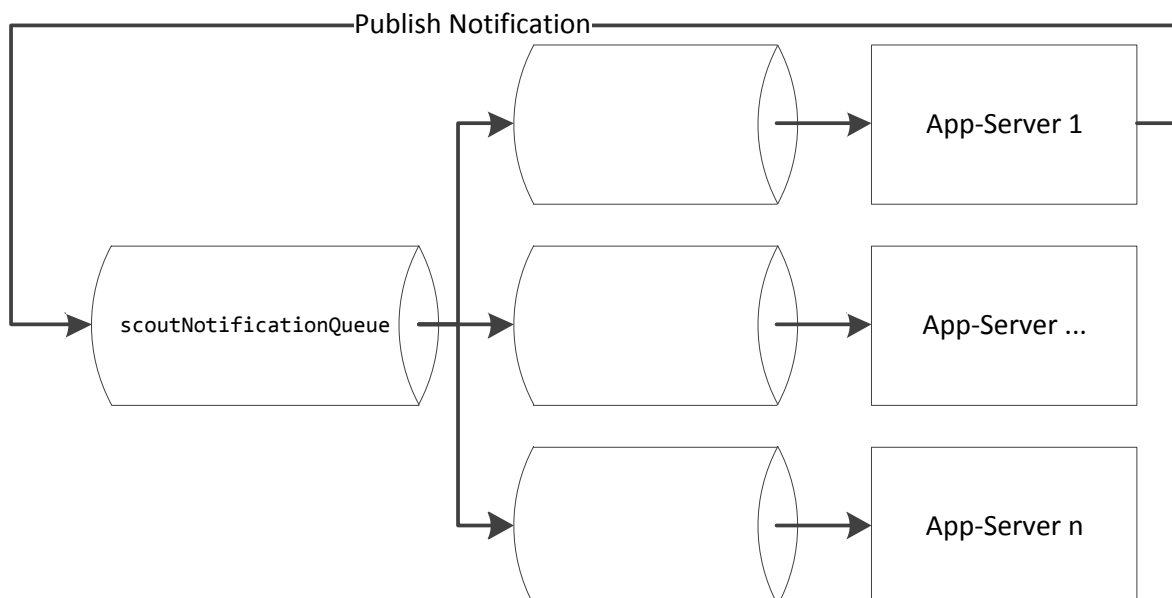 Publish Notification
App-Server 1
scoutNotificationQueue
App-Server ...
App-Server n